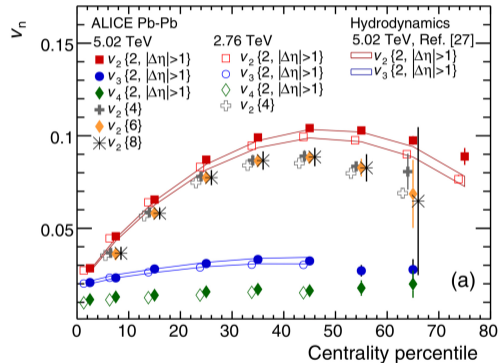 v_n
ALICE Pb-Pb
5.02 TeV
v_2{2, |Δη|>1}
v_3{2, |Δη|>1}
v_4{2, |Δη|>1}
v_2{4}
v_2{6}
v_2{8}
2.76 TeV
v_2{2, |Δη|>1}
v_3{2, |Δη|>1}
v_4{2, |Δη|>1}
v_2{4}
Hydrodynamics
5.02 TeV, Ref. [27]
v_2{2, |Δη|>1}
v_3{2, |Δη|>1}
0.15
0.1
0.05
(a)
0 10 20 30 40 50 60 70 80
Centrality percentile